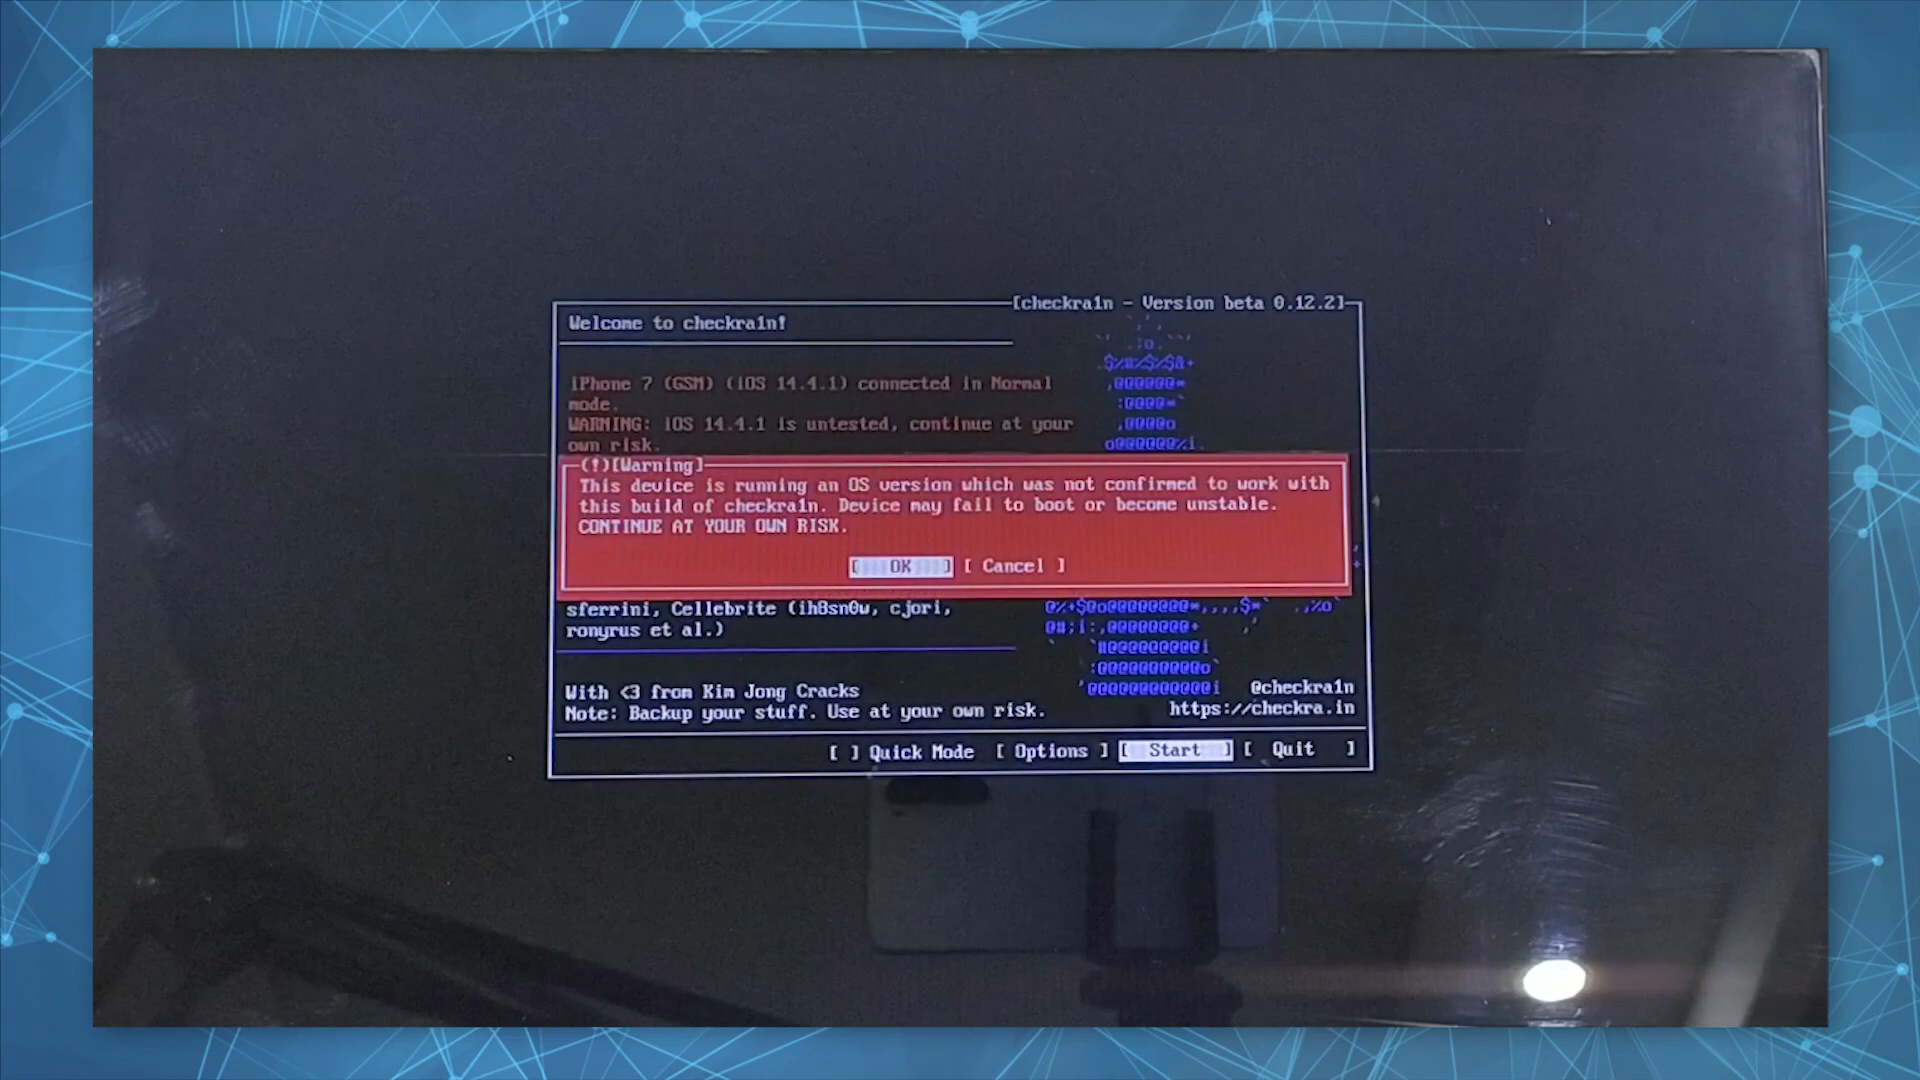 [checkra1n - Version beta 0.12.2]
Welcome to checkra1n!
iPhone 7 (GSM) (iOS 14.4.1) connected in Normal
mode.
WARNING: iOS 14.4.1 is untested, continue at your
own risk.
(!)[Warning]
This device is running an OS version which was not confirmed to work with
this build of checkra1n. Device may fail to boot or become unstable.
CONTINUE AT YOUR OWN RISK.
[ OK ] [ Cancel ]
sferrini, Cellebrite (ih8sn0w, cjori,
ronyrus et al.)
With <3 from Kim Jong Cracks
Note: Backup your stuff. Use at your own risk.
@checkra1n
https://checkra.in
[ ] Quick Mode [ Options ] [ Start ] [ Quit ]